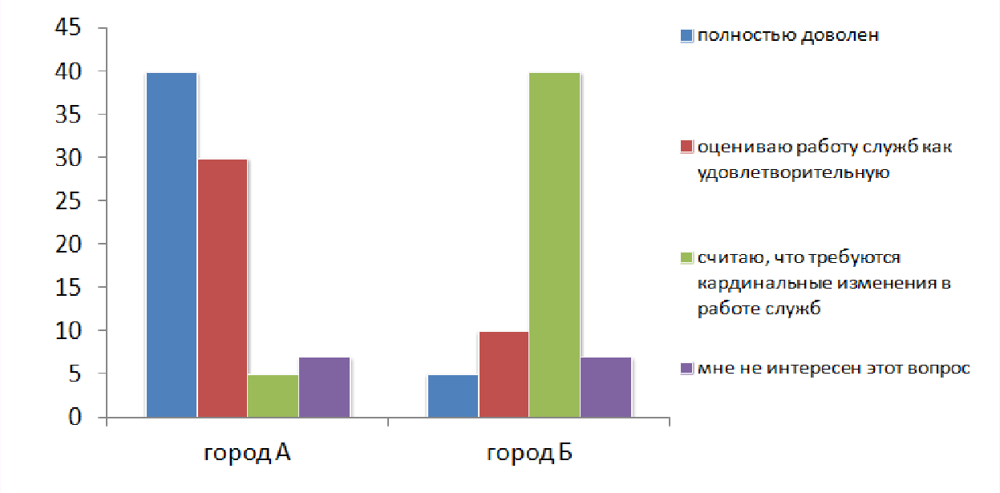 45
40
35
30
25
20
15
10
5
0
город А
город Б
полностью доволен
оцениваю работу служб как
удовлетворительную
считаю, что требуются
кардинальные изменения в
работе служб
мне не интересен этот вопрос